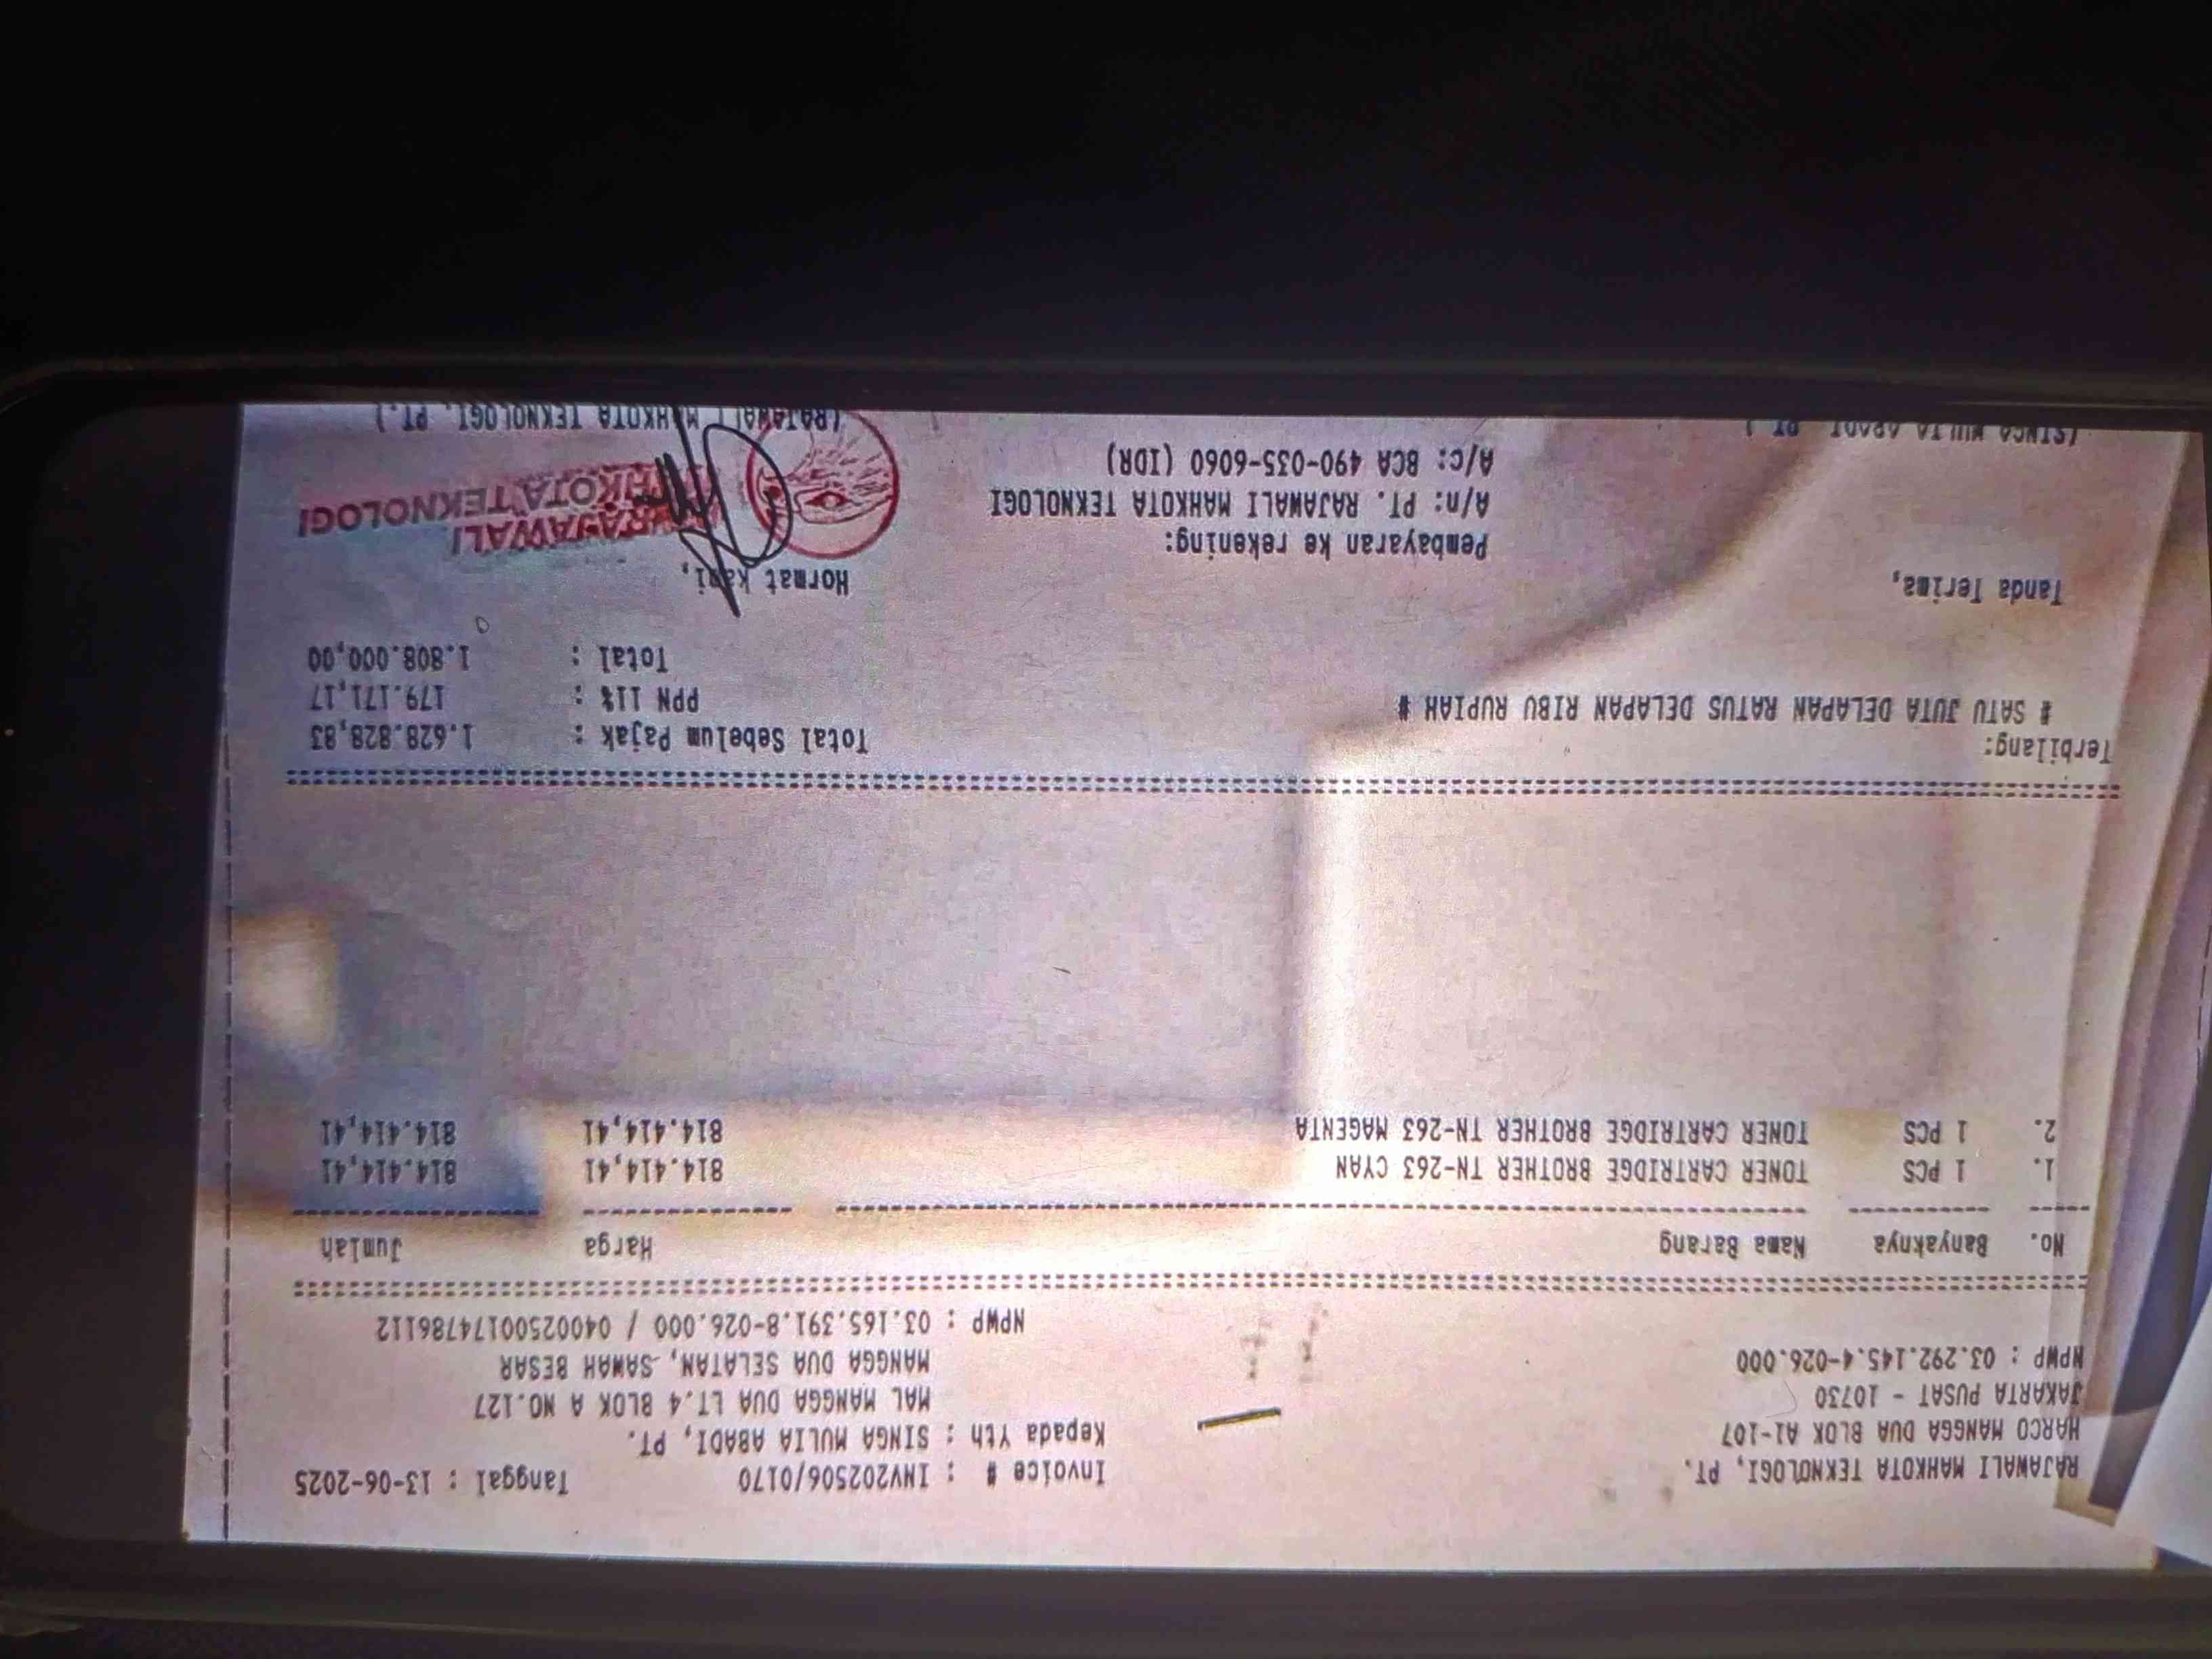 RAJAWALI MAHKOTA TEKNOLOGI, PT.
HARCO MANGGA DUA BLOK A1-107
JAKARTA PUSAT - 10730
NPWP : 03.292.145.4-026.000
Invoice # : INV202506/0170 Tanggal : 13-06-2025
Kepada Yth : SINGA MULIA ABADI, PT.
MAL MANGGA DUA LT.4 BLOK A NO.127
MANGGA DUA SELATAN, SAWAH BESAR
NPWP : 03.165.391.8-026.000 / 04002500174786112
No. Banyaknya Nama Barang Harga Jumlah
1. 1 PCS TONER CARTRIDGE BROTHER TN-263 CYAN 814.414,41 814.414,41
2. 1 PCS TONER CARTRIDGE BROTHER TN-263 MAGENTA 814.414,41 814.414,41
Terbilang:
# SATU JUTA DELAPAN RATUS DELAPAN RIBU RUPIAH #
Total Sebelum Pajak : 1.628.828,83
PPN 11% : 179.171,17
Total : 1.808.000,00
Tanda Terima,
Pembayaran ke rekening:
A/n: PT. RAJAWALI MAHKOTA TEKNOLOGI
A/c: BCA 490-035-6060 (IDR)
Hormat kami,
RAJAWALI
MAHKOTA TEKNOLOGI
(SINGA MULIA ABADI, PT.)
(RAJAWALI MAHKOTA TEKNOLOGI, PT.)